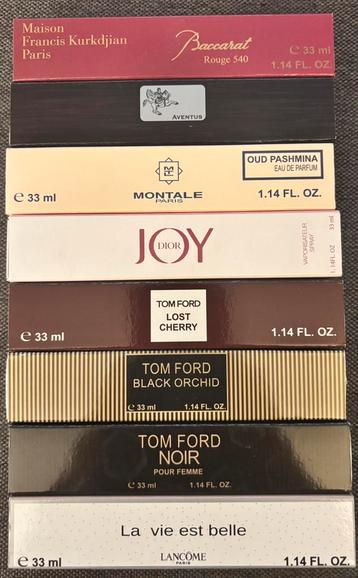 Maison
Francis Kurkdjian
Paris
Baccarat
Rouge 540
℮ 33 ml
1.14 FL. OZ.
AVENTUS
OUD PASHMINA
EAU DE PARFUM
℮ 33 ml
MONTALE
PARIS
1.14 FL. OZ.
JOY
DIOR
VAPORISATEUR
SPRAY
1.14FL. OZ 33 ml
TOM FORD
LOST
CHERRY
℮ 33 ml
1.14 FL. OZ.
TOM FORD
BLACK ORCHID
℮ 33 ml 1.14 FL. OZ.
TOM FORD
NOIR
POUR FEMME
℮ 33 ml 1.14 FL. OZ.
La vie est belle
℮ 33 ml
LANCÔME
PARIS
1.14 FL. OZ.